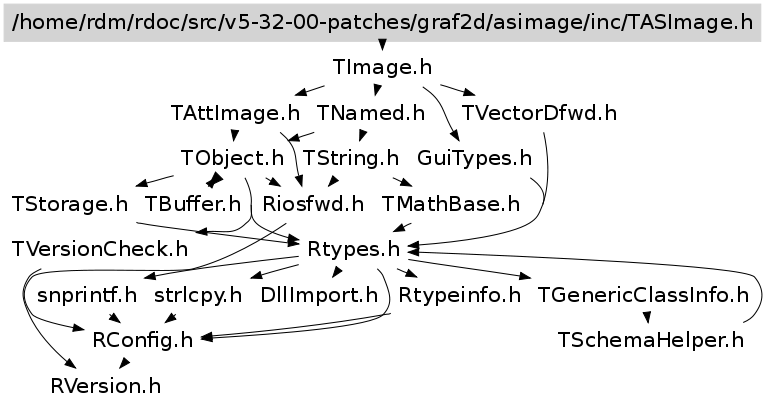 /home/rdm/rdoc/src/v5-32-00-patches/graf2d/asimage/inc/TASImage.h
TImage.h
TAttImage.h TNamed.h TVectorDfwd.h
TObject.h TString.h GuiTypes.h
TStorage.h TBuffer.h Riosfwd.h TMathBase.h
TVersionCheck.h Rtypes.h
snprintf.h strlcpy.h DllImport.h Rtypeinfo.h TGenericClassInfo.h
RConfig.h TSchemaHelper.h
RVersion.h